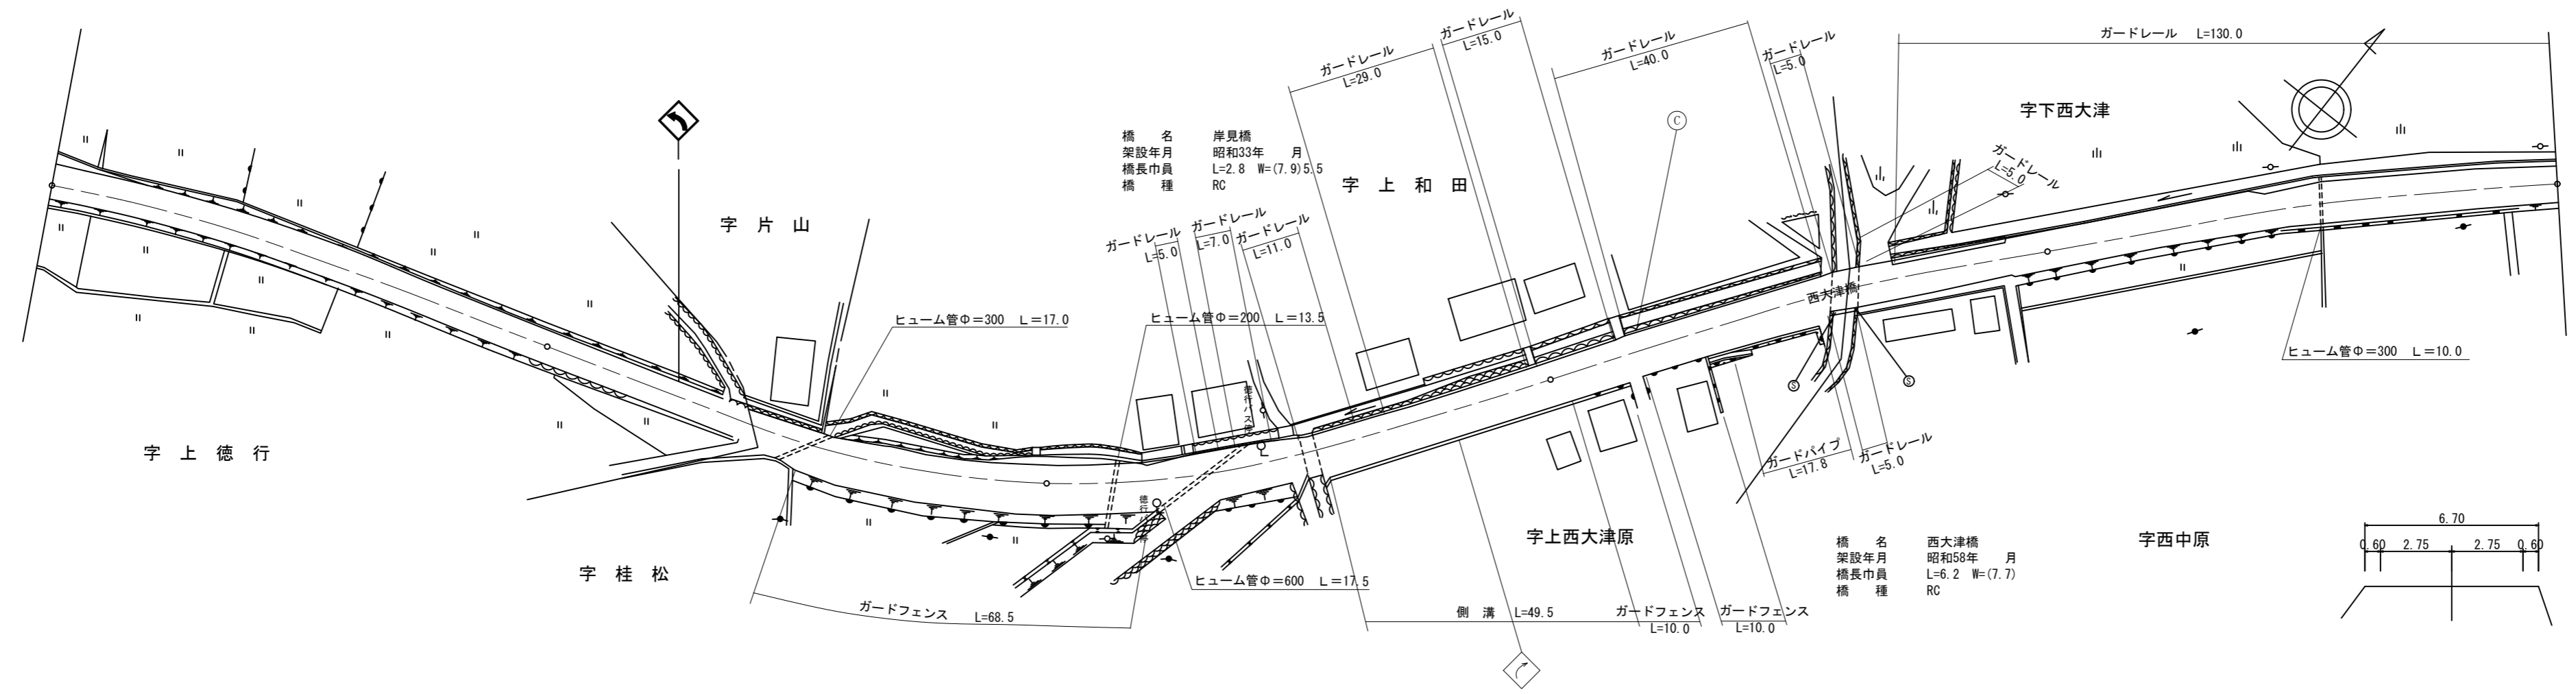 ガードレール
L=29.0
ガードレール
L=15.0
ガードレール
L=40.0
ガードレール
L=5.0
ガードレール L=130.0
字下西大津
橋 名 岸見橋
架設年月 昭和33年 月
橋長巾員 L=2.8 W=(7.9)5.5
橋 種 RC
C
ガードレール
L=5.0
字 上 和 田
字 片 山
ガードレール
L=5.0
ガードレール
L=7.0
ガードレール
L=11.0
西大津橋
ヒューム管Φ=300 L=17.0
ヒューム管Φ=200 L=13.5
ヒューム管Φ=300 L=10.0
S
S
徳行バス停
字 上 徳 行
ガードパイプ
L=17.8
ガードレール
L=5.0
徳行バス停
字上西大津原
字西中原
橋 名 西大津橋
架設年月 昭和58年 月
橋長巾員 L=6.2 W=(7.7)
橋 種 RC
6.70
0.60 2.75 2.75 0.60
字 桂 松
ヒューム管Φ=600 L=17.5
ガードフェンス L=68.5
側 溝 L=49.5
ガードフェンス
L=10.0
ガードフェンス
L=10.0